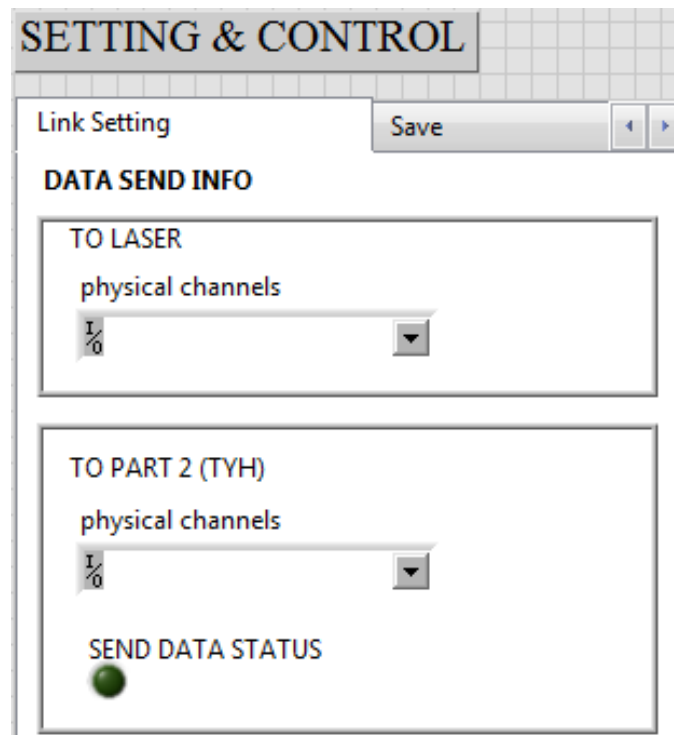 SETTING & CONTROL
Link Setting
Save
DATA SEND INFO
TO LASER
physical channels
I/O
TO PART 2 (TYH)
physical channels
I/O
SEND DATA STATUS